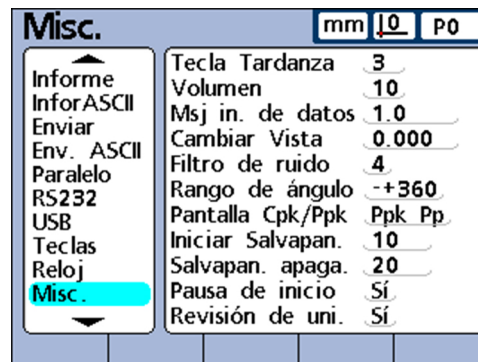 Misc.
mm
0
P0
Informe
InforASCII
Enviar
Env. ASCII
Paralelo
RS232
USB
Teclas
Reloj
Misc.
Tecla Tardanza 3
Volumen 10
Msj in. de datos 1.0
Cambiar Vista 0.000
Filtro de ruido 4
Rango de ángulo -+360
Pantalla Cpk/Ppk Ppk Pp
Iniciar Salvapan. 10
Salvapan. apaga. 20
Pausa de inicio Sí
Revisión de uni. Sí